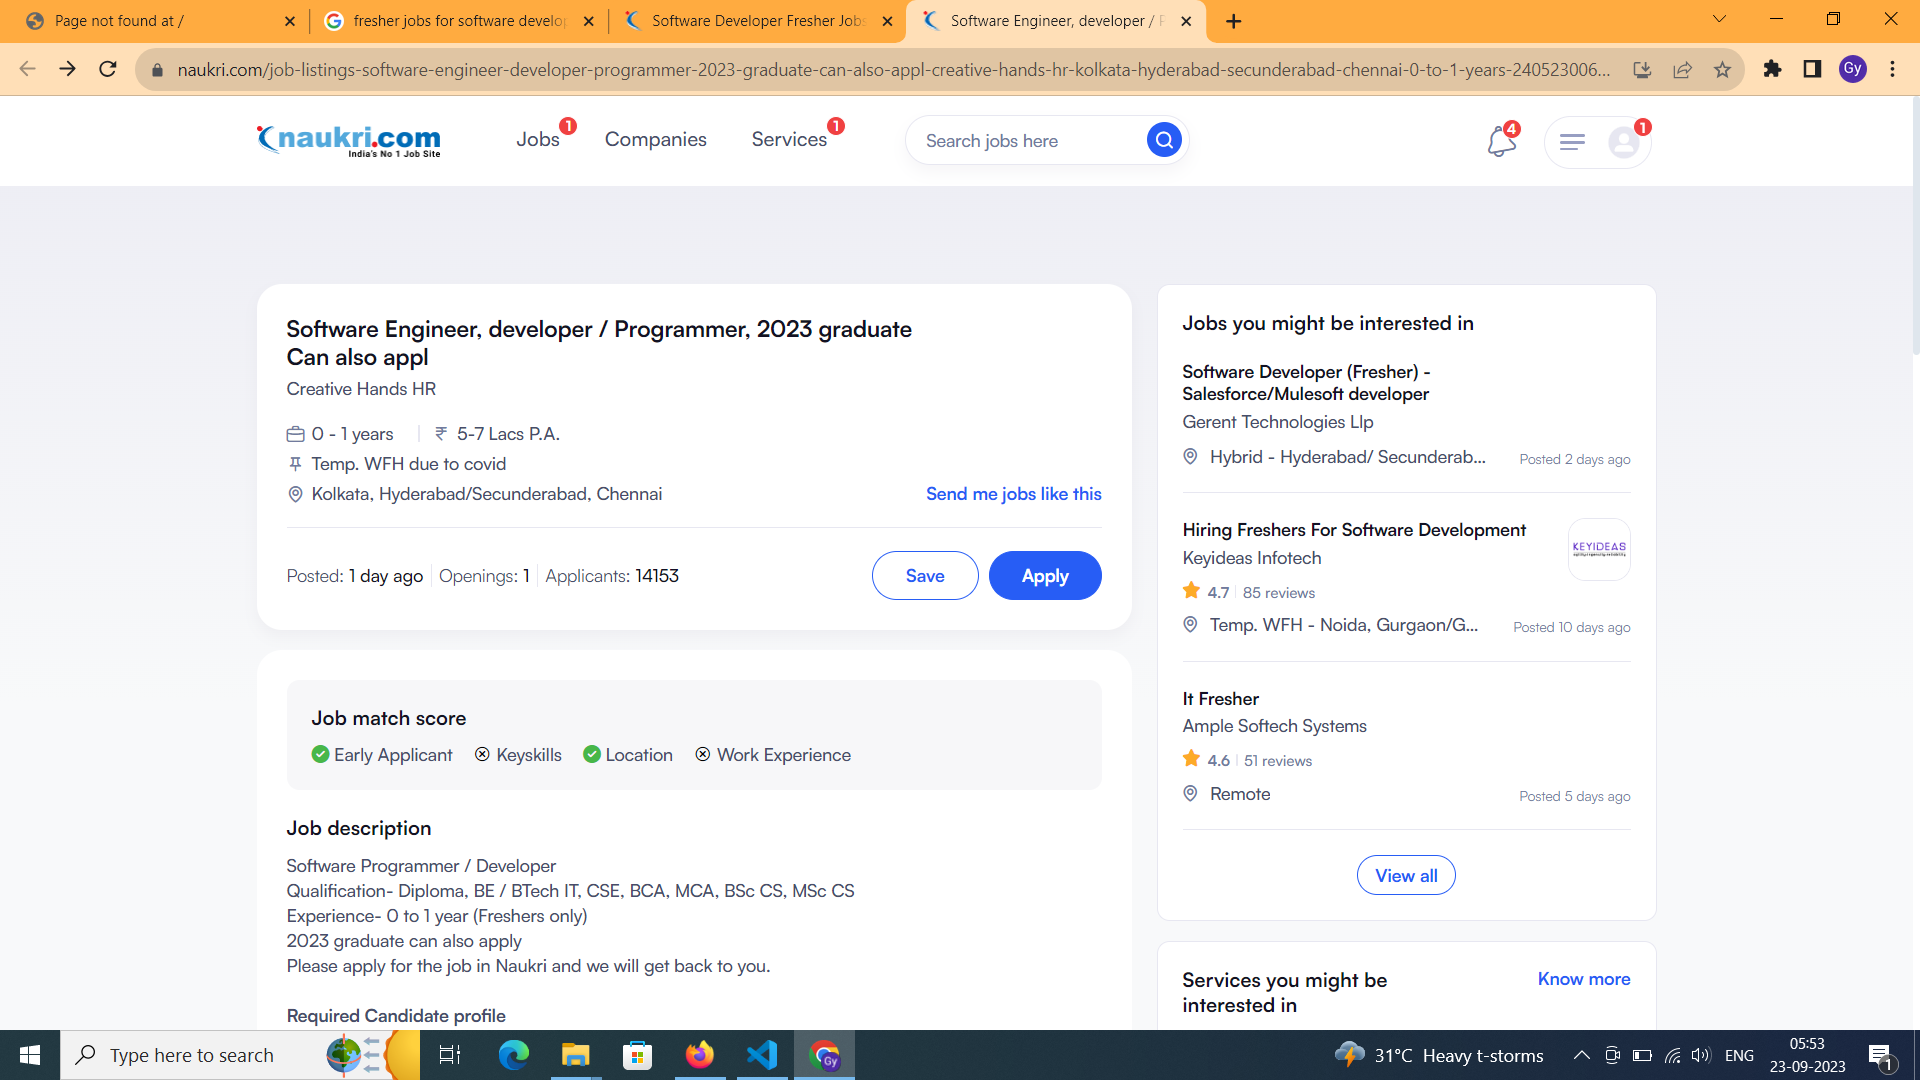 Page not found at /
fresher jobs for software develop
Software Developer Fresher Jobs
Software Engineer, developer / P
naukri.com/job-listings-software-engineer-developer-programmer-2023-graduate-can-also-appl-creative-hands-hr-kolkata-hyderabad-secunderabad-chennai-0-to-1-years-240523006...
Gy
naukri.com
India's No 1 Job Site
Jobs 1
Companies
Services 1
Search jobs here
4
1
Software Engineer, developer / Programmer, 2023 graduate
Can also appl
Creative Hands HR
0 - 1 years
₹ 5-7 Lacs P.A.
Temp. WFH due to covid
Kolkata, Hyderabad/Secunderabad, Chennai
Send me jobs like this
Posted: 1 day ago
Openings: 1
Applicants: 14153
Save
Apply
Job match score
Early Applicant
Keyskills
Location
Work Experience
Job description
Software Programmer / Developer
Qualification- Diploma, BE / BTech IT, CSE, BCA, MCA, BSc CS, MSc CS
Experience- 0 to 1 year (Freshers only)
2023 graduate can also apply
Please apply for the job in Naukri and we will get back to you.
Required Candidate profile
Jobs you might be interested in
Software Developer (Fresher) -
Salesforce/Mulesoft developer
Gerent Technologies Llp
Hybrid - Hyderabad/ Secunderab...
Posted 2 days ago
Hiring Freshers For Software Development
Keyideas Infotech
KEYIDEAS
4.7
85 reviews
Temp. WFH - Noida, Gurgaon/G...
Posted 10 days ago
It Fresher
Ample Softech Systems
4.6
51 reviews
Remote
Posted 5 days ago
View all
Services you might be
interested in
Know more
Type here to search
Gy
31°C Heavy t-storms
ENG
05:53
23-09-2023
1